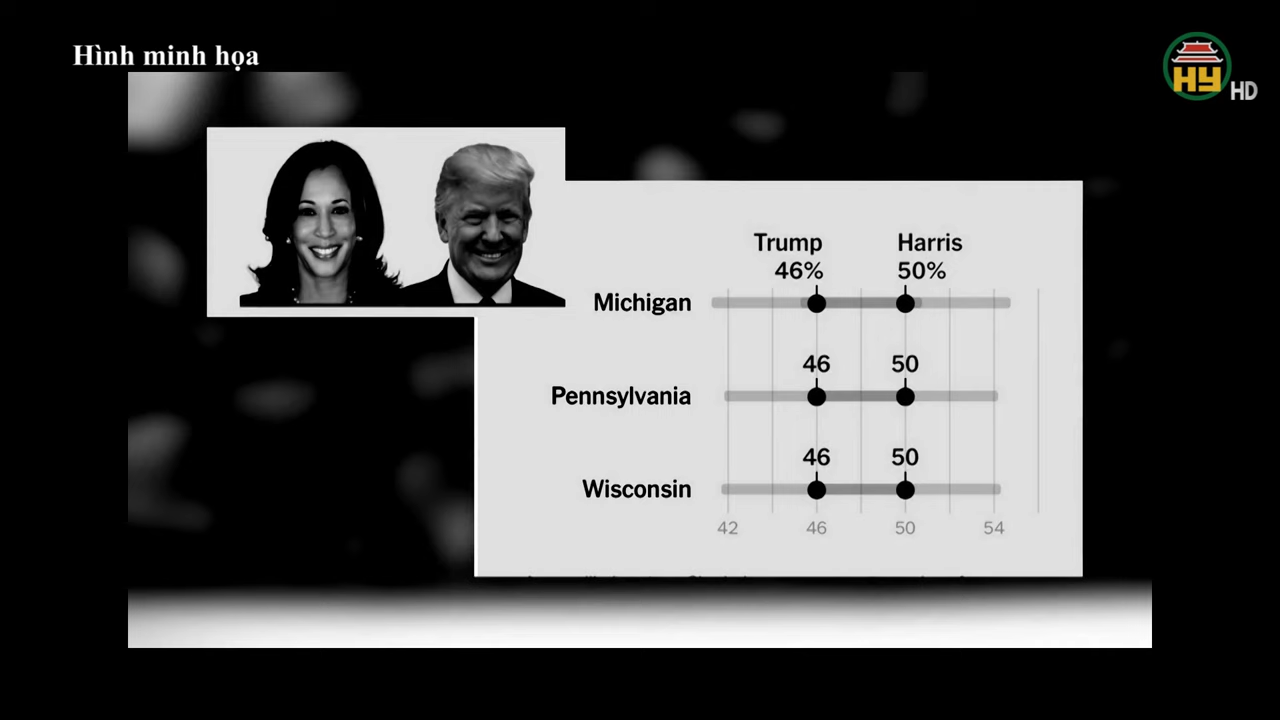 Hình minh họa
HY
HD
Trump
Harris
46%
50%
Michigan
46
50
Pennsylvania
46
50
Wisconsin
42
46
50
54